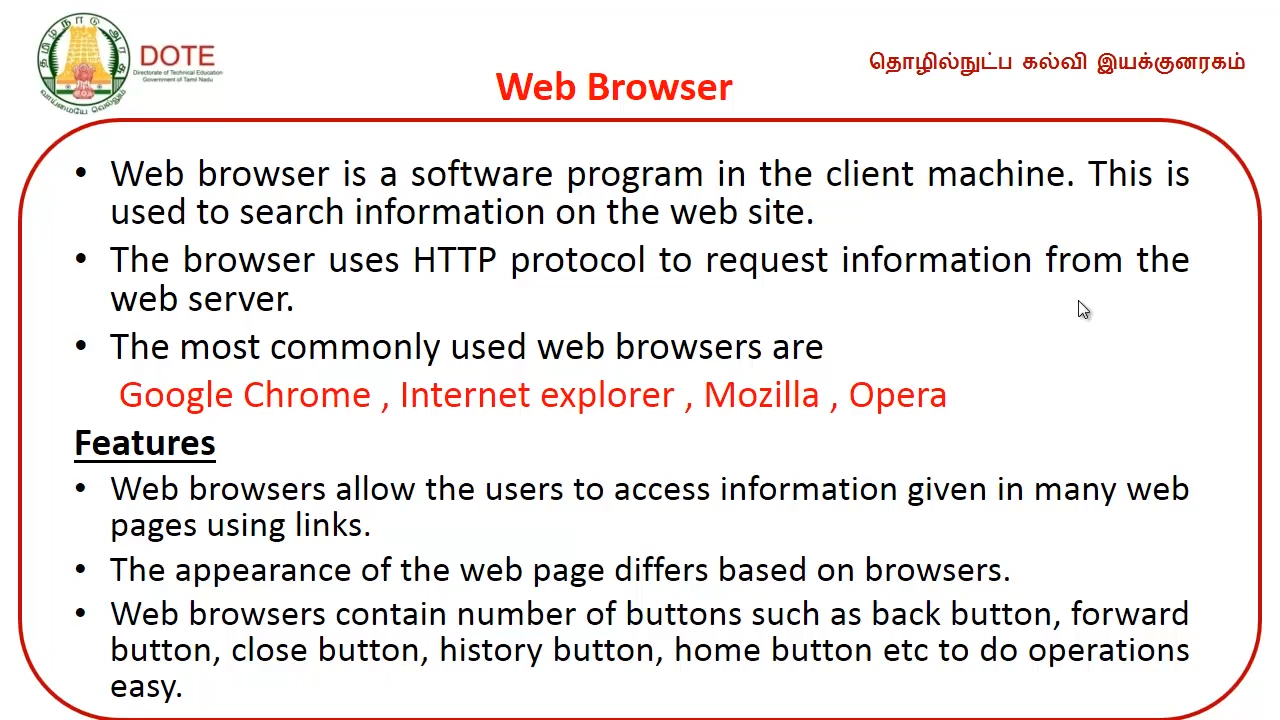 தமிழ்நாடு அரசு
வாய்மையே வெல்லும்
DOTE
Directorate of Technical Education
Government of Tamil Nadu
தொழில்நுட்ப கல்வி இயக்குனரகம்
Web Browser
• Web browser is a software program in the client machine. This is
used to search information on the web site.
• The browser uses HTTP protocol to request information from the
web server.
• The most commonly used web browsers are
Google Chrome , Internet explorer , Mozilla , Opera
Features
• Web browsers allow the users to access information given in many web
pages using links.
• The appearance of the web page differs based on browsers.
• Web browsers contain number of buttons such as back button, forward
button, close button, history button, home button etc to do operations
easy.